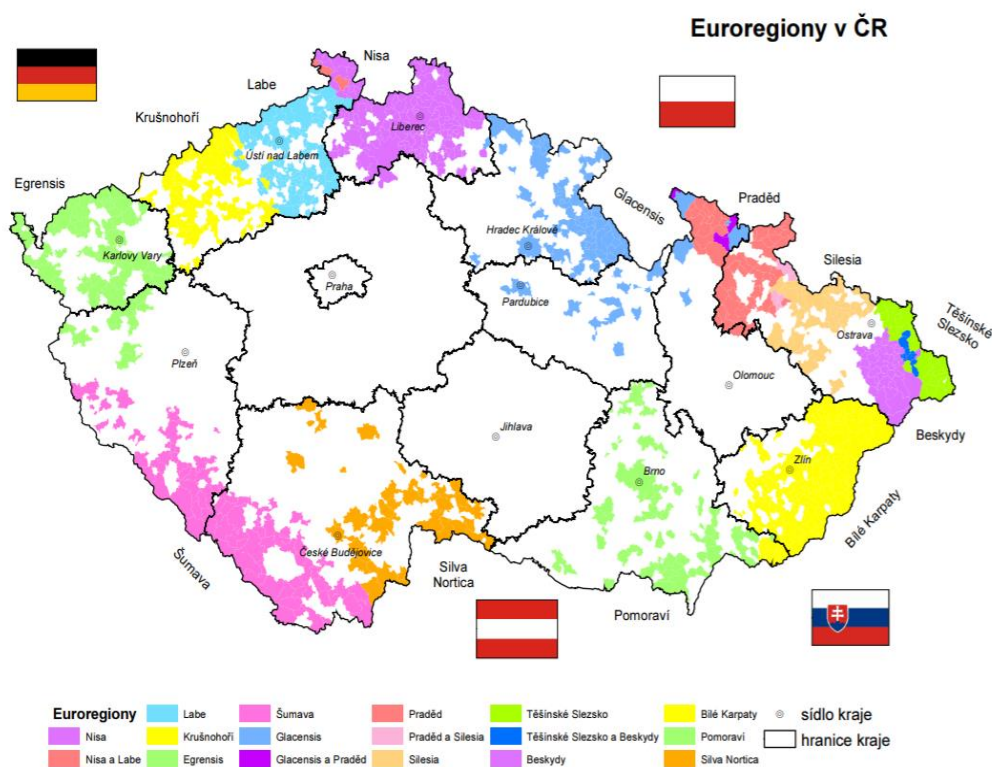 Euroregiony v ČR
Nisa
Labe
Krušnohoří
Liberec
Ústí nad Labem
Egrensis
Glacensis
Praděd
Karlovy Vary
Hradec Králové
Silesia
Praha
Pardubice
Těšínské
Slezsko
Ostrava
Plzeň
Olomouc
Beskydy
Jihlava
Zlín
Brno
Bílé Karpaty
České Budějovice
Šumava
Silva
Nortica
Pomoraví
Euroregiony
Labe
Šumava
Praděd
Těšínské Slezsko
Bílé Karpaty
sídlo kraje
Nisa
Krušnohoří
Glacensis
Praděd a Silesia
Těšínské Slezsko a Beskydy
Pomoraví
hranice kraje
Nisa a Labe
Egrensis
Glacensis a Praděd
Silesia
Beskydy
Silva Nortica